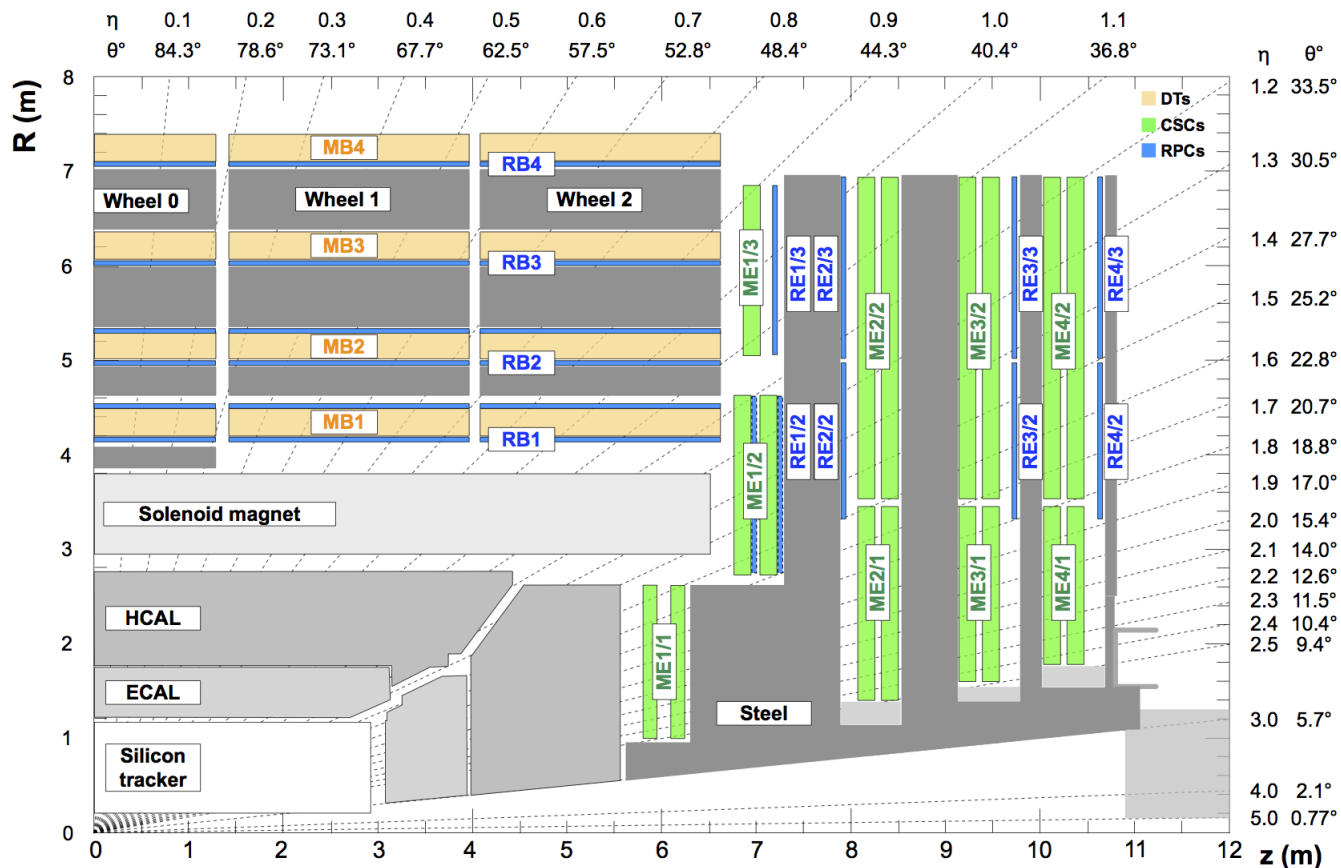 η 0.1 0.2 0.3 0.4 0.5 0.6 0.7 0.8 0.9 1.0 1.1
θ° 84.3° 78.6° 73.1° 67.7° 62.5° 57.5° 52.8° 48.4° 44.3° 40.4° 36.8° η θ°
R (m)
8
7
6
5
4
3
2
1
0
1.2 33.5°
1.3 30.5°
1.4 27.7°
1.5 25.2°
1.6 22.8°
1.7 20.7°
1.8 18.8°
1.9 17.0°
2.0 15.4°
2.1 14.0°
2.2 12.6°
2.3 11.5°
2.4 10.4°
2.5 9.4°
3.0 5.7°
4.0 2.1°
5.0 0.77°
DTs
CSCs
RPCs
MB4
RB4
Wheel 0
Wheel 1
Wheel 2
MB3
RB3
MB2
RB2
MB1
RB1
Solenoid magnet
HCAL
ECAL
Silicon
tracker
Steel
ME1/3
RE1/3
RE2/3
ME2/2
ME3/2
RE3/3
ME4/2
RE4/3
ME1/2
RE1/2
RE2/2
RE3/2
RE4/2
ME1/1
ME2/1
ME3/1
ME4/1
0 1 2 3 4 5 6 7 8 9 10 11 12
z (m)